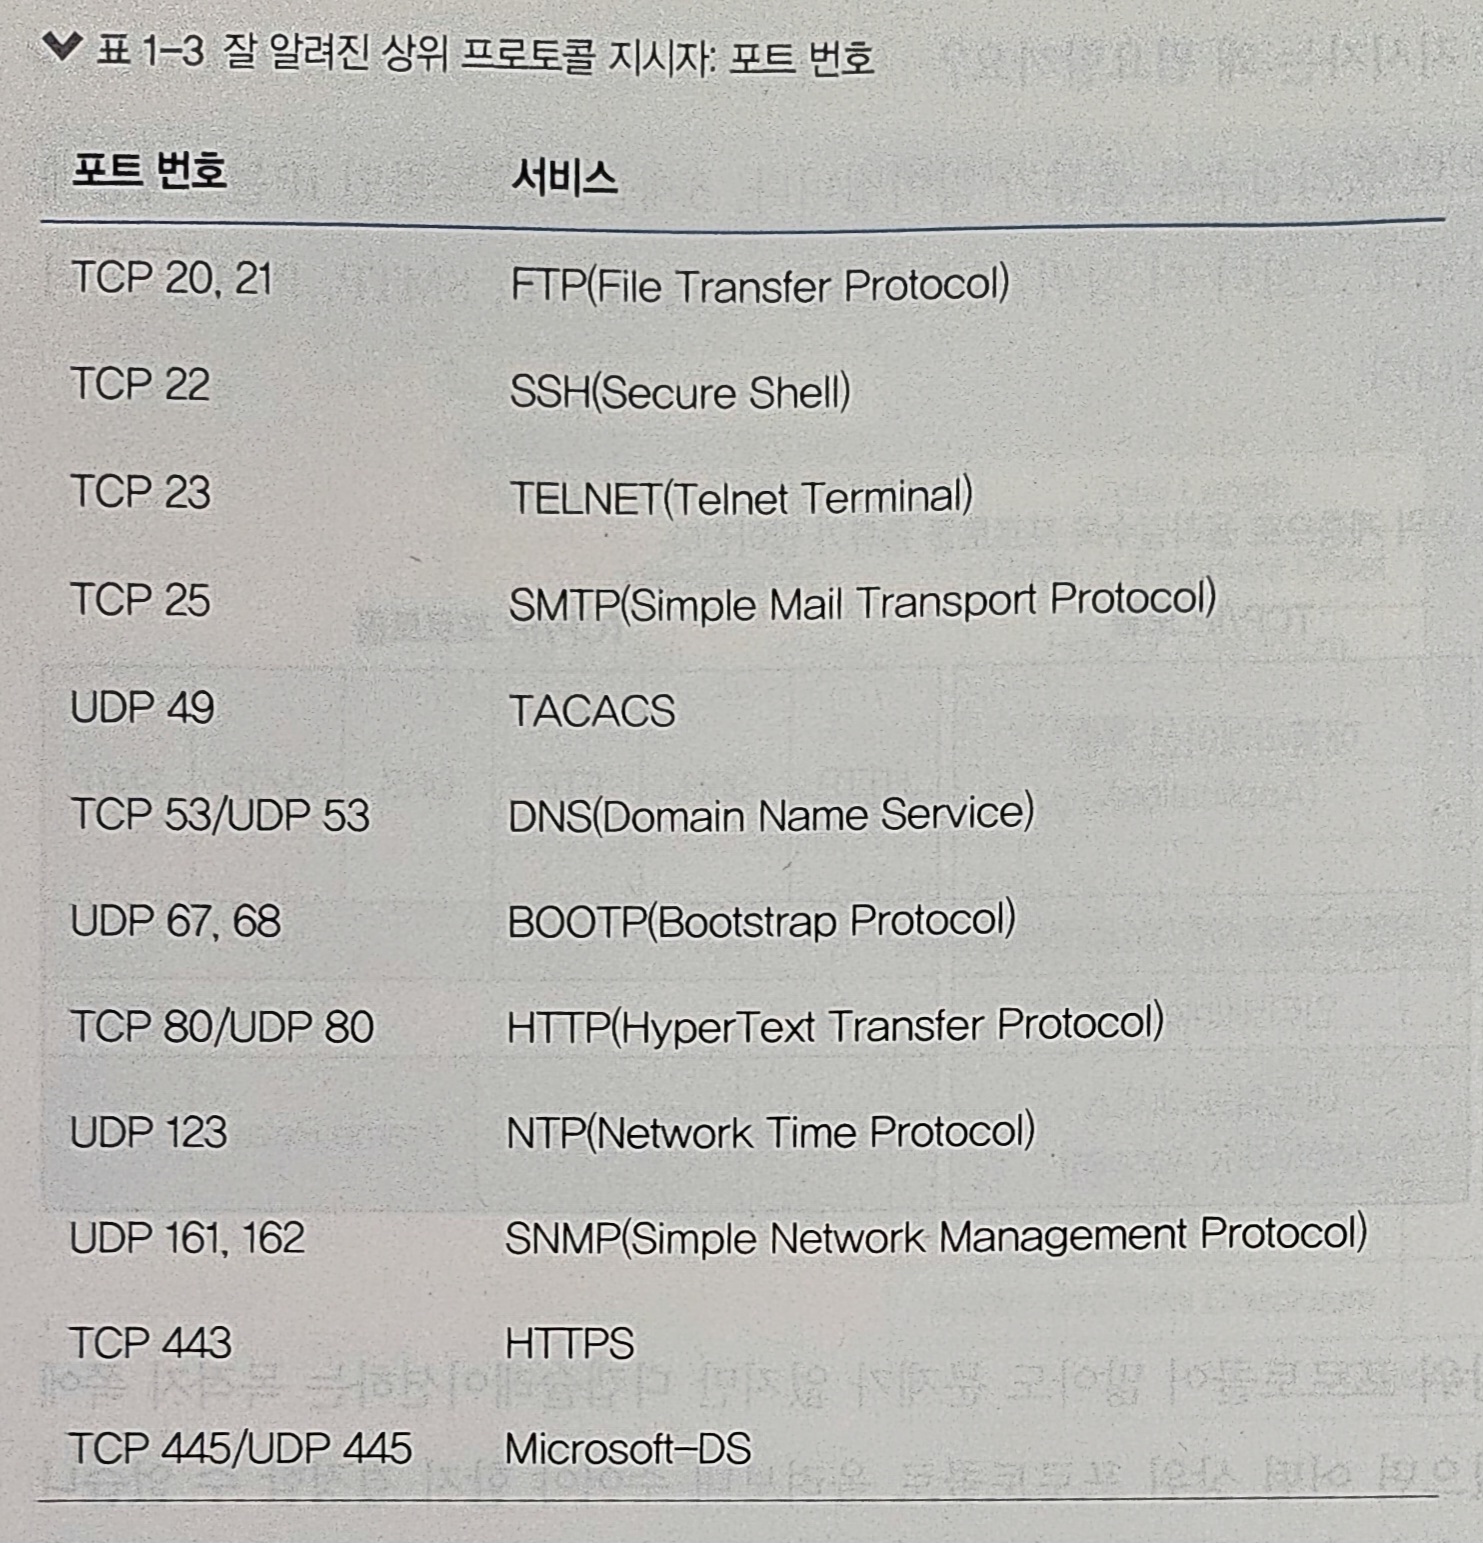 표 1-3 잘 알려진 상위 프로토콜 지시자: 포트 번호
포트 번호 서비스
TCP 20, 21 FTP(File Transfer Protocol)
TCP 22 SSH(Secure Shell)
TCP 23 TELNET(Telnet Terminal)
TCP 25 SMTP(Simple Mail Transport Protocol)
UDP 49 TACACS
TCP 53/UDP 53 DNS(Domain Name Service)
UDP 67, 68 BOOTP(Bootstrap Protocol)
TCP 80/UDP 80 HTTP(HyperText Transfer Protocol)
UDP 123 NTP(Network Time Protocol)
UDP 161, 162 SNMP(Simple Network Management Protocol)
TCP 443 HTTPS
TCP 445/UDP 445 Microsoft-DS